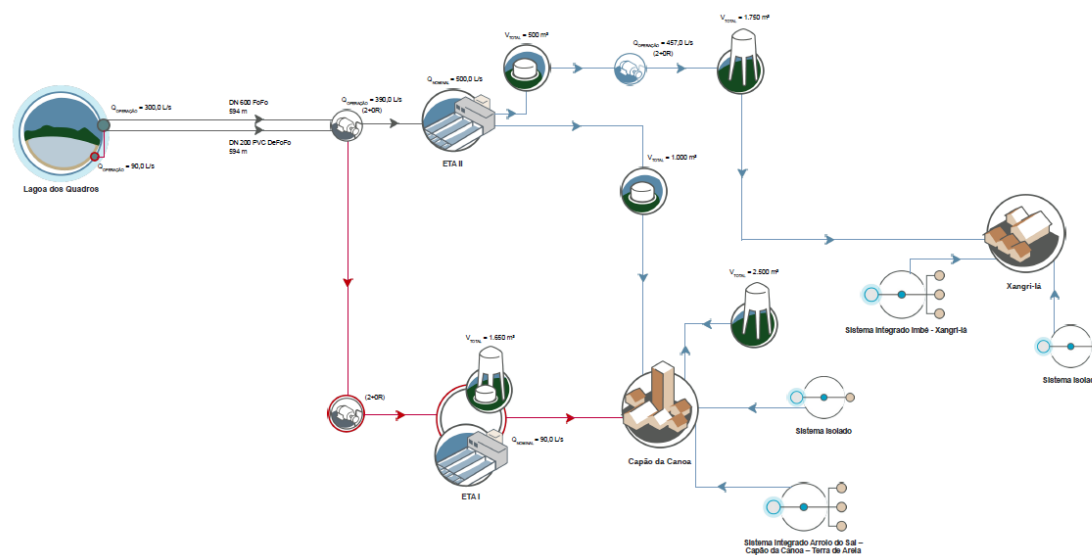 V TOTAL = 1.750 m³
V TOTAL = 500 m³
Q OPERAÇÃO = 457,0 L/s
(2+0R)
Q NOMINAL = 500,0 L/s
Q OPERAÇÃO = 300,0 L/s
DN 600 FoFo
594 m
Q OPERAÇÃO = 390,0 L/s
(2+0R)
DN 200 PVC DeFoFo
594 m
ETA II
V TOTAL = 1.000 m³
Q OPERAÇÃO = 90,0 L/s
Lagoa dos Quadros
V TOTAL = 2.500 m³
Xangri-lá
Sistema Integrado Imbé - Xangri-lá
V TOTAL = 1.650 m³
Sistema Isolado
(2+0R)
Sistema Isolado
Q NOMINAL = 90,0 L/s
Capão da Canoa
ETA I
Sistema Integrado Arroio do Sal –
Capão da Canoa – Terra de Areia